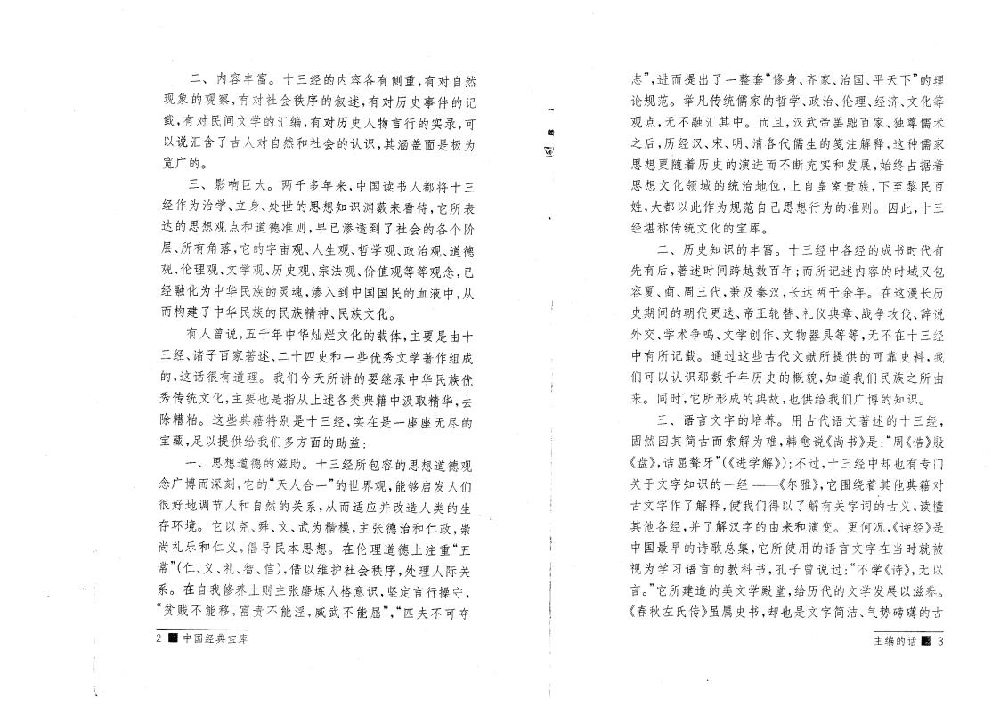 二、内容丰富。十三经的内容各有侧重,有对自然
现象的观察,有对社会秩序的叙述,有对历史事件的记
载,有对民间文学的汇编,有对历史人物言行的实录,可
以说汇含了古人对自然和社会的认识,其涵盖面是极为
宽广的。
三、影响巨大。两千多年来,中国读书人都将十三
经作为治学、立身、处世的思想知识渊薮来看待,它所表
达的思想观点和道德准则,早已渗透到了社会的各个阶
层、所有角落,它的宇宙观、人生观、哲学观、政治观、道德
观、伦理观、文学观、历史观、宗法观、价值观等等观念,已
经融化为中华民族的灵魂,渗入到中国国民的血液中,从
而构建了中华民族的民族精神、民族文化。
有人曾说,五千年中华灿烂文化的载体,主要是由十
三经、诸子百家著述、二十四史和一些优秀文学著作组成
的,这话很有道理。我们今天所讲的要继承中华民族优
秀传统文化,主要也是指从上述各类典籍中汲取精华,去
除糟粕。这些典籍特别是十三经,实在是一座座无尽的
宝藏,足以提供给我们多方面的助益:
一、思想道德的滋助。十三经所包容的思想道德观
念广博而深刻,它的“天人合一”的世界观,能够启发人们
很好地调节人和自然的关系,从而适应并改造人类的生
存环境。它以尧、舜、文、武为楷模,主张德治和仁政,崇
尚礼乐和仁义,倡导民本思想。在伦理道德上注重“五
常”(仁、义、礼、智、信),借以维护社会秩序,处理人际关
系。在自我修养上则主张磨炼人格意识,坚定言行操守,
“贫贱不能移,富贵不能淫,威武不能屈”,“匹夫不可夺
2 中国经典宝库
志”,进而提出了一整套“修身、齐家、治国、平天下”的理
论规范。举凡传统儒家的哲学、政治、伦理、经济、文化等
观点,无不融汇其中。而且,汉武帝罢黜百家、独尊儒术
之后,历经汉、宋、明、清各代儒生的笺注解释,这种儒家
思想更随着历史的演进而不断充实和发展,始终占据着
思想文化领域的统治地位,上自皇室贵族,下至黎民百
姓,大都以此作为规范自己思想行为的准则。因此,十三
经堪称传统文化的宝库。
二、历史知识的丰富。十三经中各经的成书时代有
先有后,著述时间跨越数百年;而所记述内容的时域又包
容夏、商、周三代,兼及秦汉,长达两千余年。在这漫长历
史期间的朝代更迭、帝王轮替、礼仪典章、战争攻伐、辞说
外交、学术争鸣、文学创作、文物器具等等,无不在十三经
中有所记载。通过这些古代文献所提供的可靠史料,我
们可以认识那数千年历史的概貌,知道我们民族之所由
来。同时,它所形成的典故,也供给我们广博的知识。
三、语言文字的培养。用古代语文著述的十三经,
固然因其简古而索解为难,韩愈说《尚书》是:“周《诰》殷
《盘》,诘屈聱牙”(《进学解》);不过,十三经中却也有专门
关于文字知识的一经——《尔雅》,它围绕着其他典籍对
古文字作了解释,使我们得以了解有关字词的古义,读懂
其他各经,并了解汉字的由来和演变。更何况,《诗经》是
中国最早的诗歌总集,它所使用的语言文字在当时就被
视为学习语言的教科书,孔子曾说过:“不学《诗》,无以
言。”它所建造的美文学殿堂,给历代的文学发展以滋养。
《春秋左氏传》虽属史书,却也是文字简洁、气势磅礴的古
主编的话 3